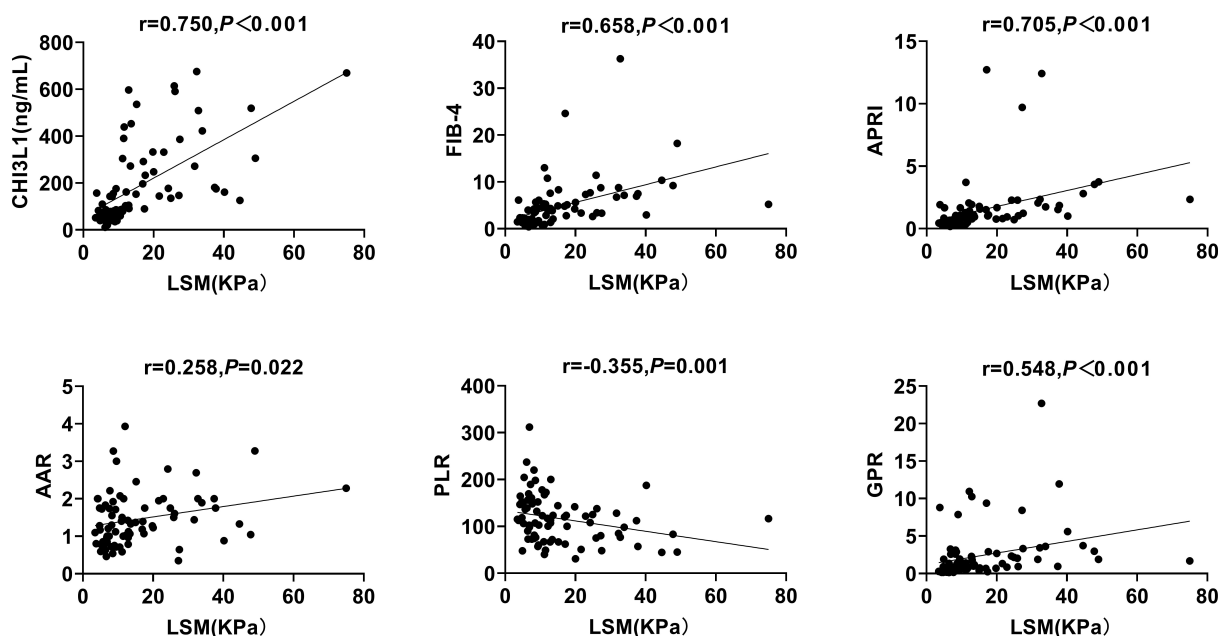 r=0.750,P<0.001
CHI3L1(ng/mL)
800
600
400
200
0
0 20 40 60 80
LSM(KPa)
r=0.658,P<0.001
FIB-4
40
30
20
10
0
0 20 40 60 80
LSM(KPa)
r=0.705,P<0.001
APRI
15
10
5
0
0 20 40 60 80
LSM(KPa)
r=0.258,P=0.022
AAR
5
4
3
2
1
0
0 20 40 60 80
LSM(KPa)
r=-0.355,P=0.001
PLR
400
300
200
100
0
0 20 40 60 80
LSM(KPa)
r=0.548,P<0.001
GPR
25
20
15
10
5
0
0 20 40 60 80
LSM(KPa)